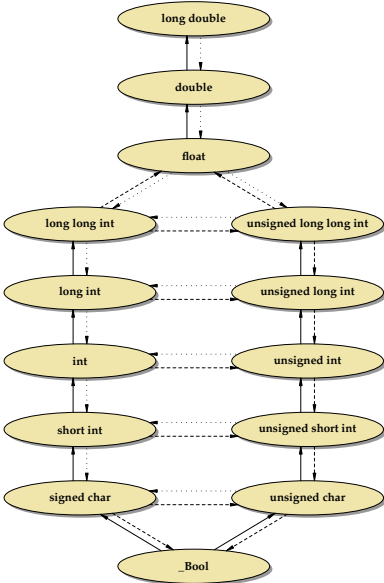 long double
double
float
long long int
unsigned long long int
long int
unsigned long int
int
unsigned int
short int
unsigned short int
signed char
unsigned char
_Bool